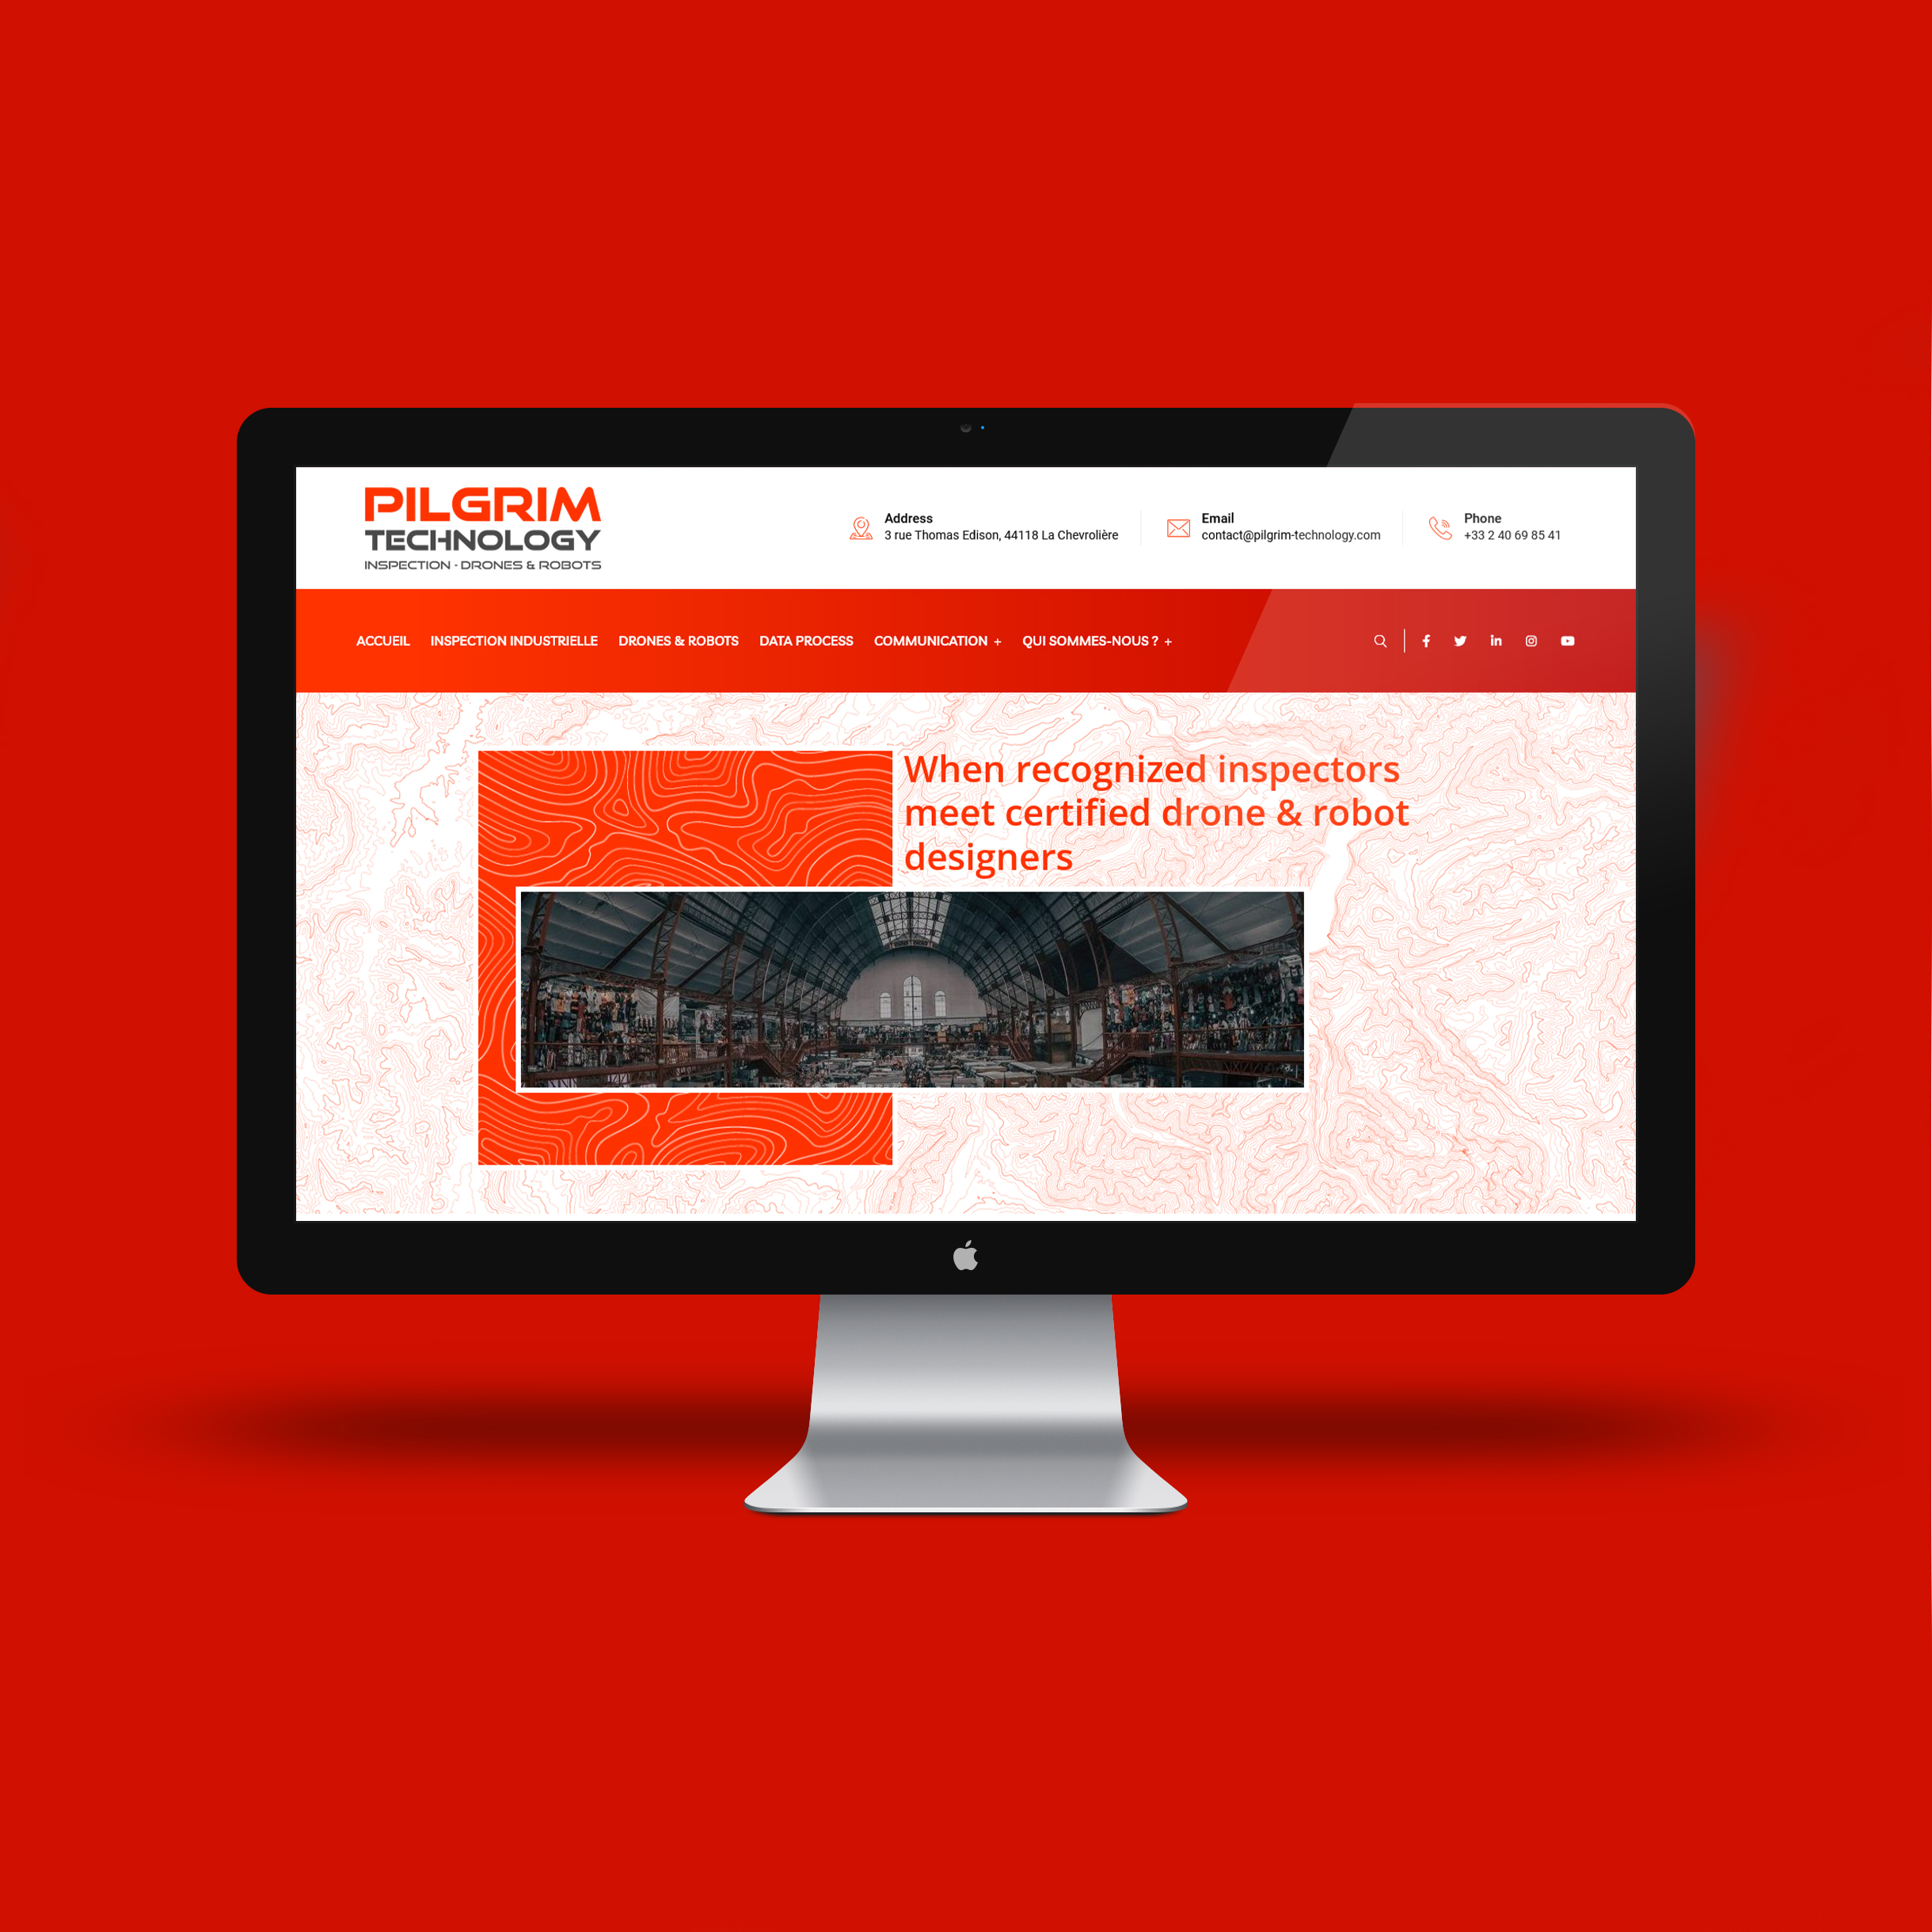 PILGRIM
TECHNOLOGY
INSPECTION - DRONES & ROBOTS
Address
3 rue Thomas Edison, 44118 La Chevrolière
Email
contact@pilgrim-technology.com
Phone
+33 2 40 69 85 41
ACCUEIL INSPECTION INDUSTRIELLE DRONES & ROBOTS DATA PROCESS COMMUNICATION + QUI SOMMES-NOUS ? +
When recognized inspectors
meet certified drone & robot
designers